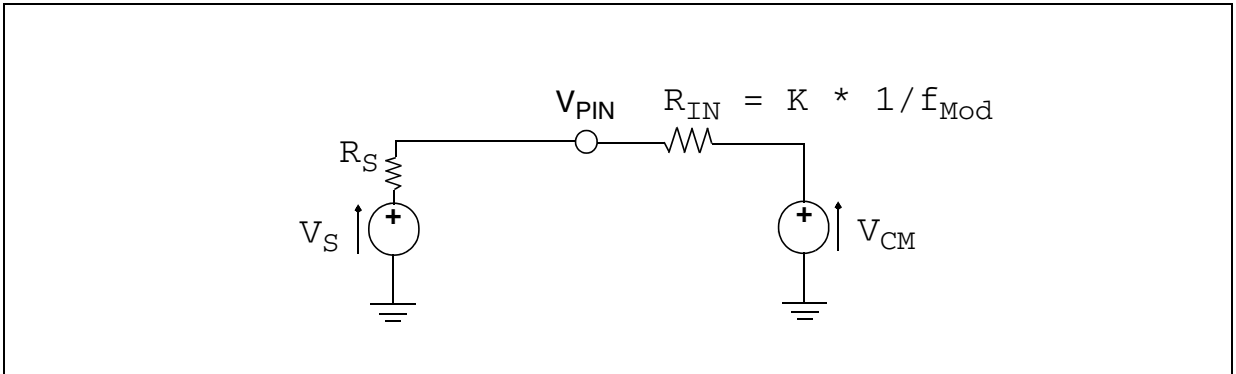 V_PIN R_IN = K * 1/f_Mod
R_S
+
V_S
+
V_CM